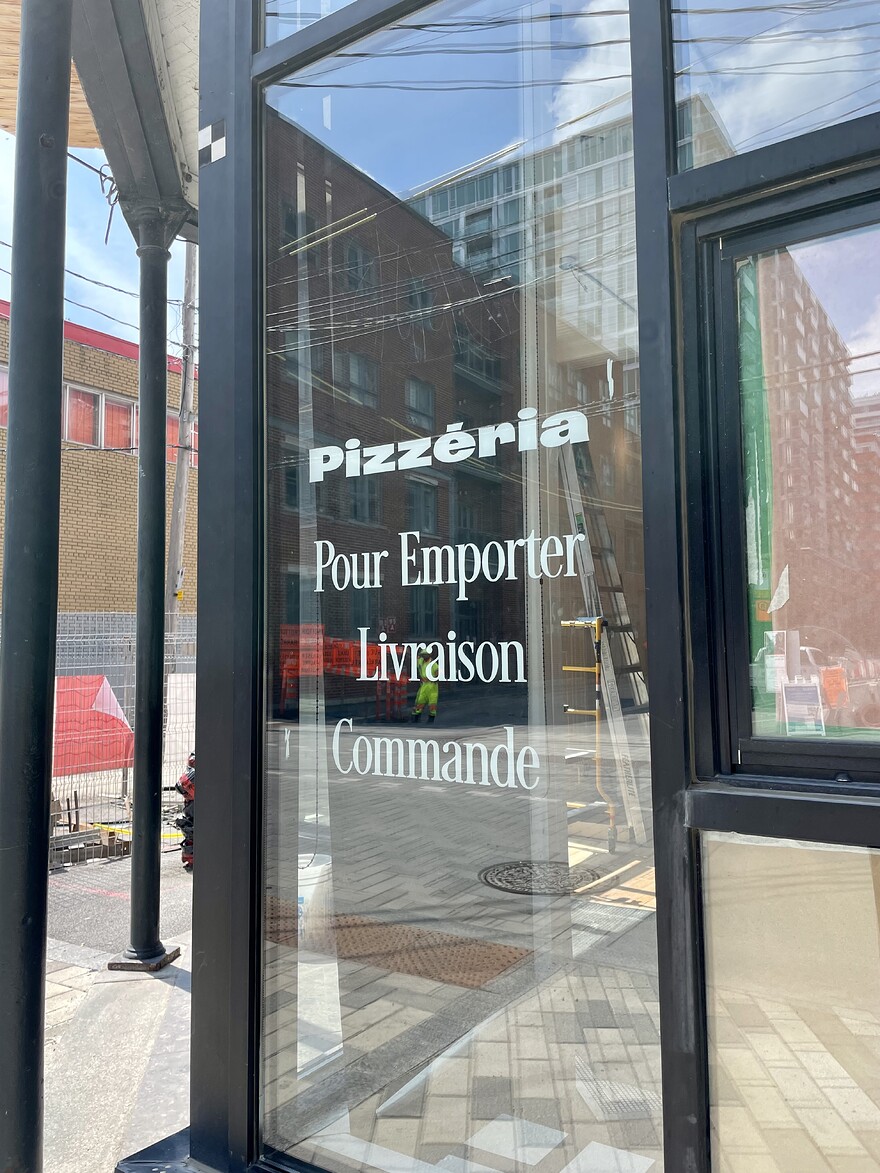 Pizzéria
Pour Emporter
Livraison
Commande